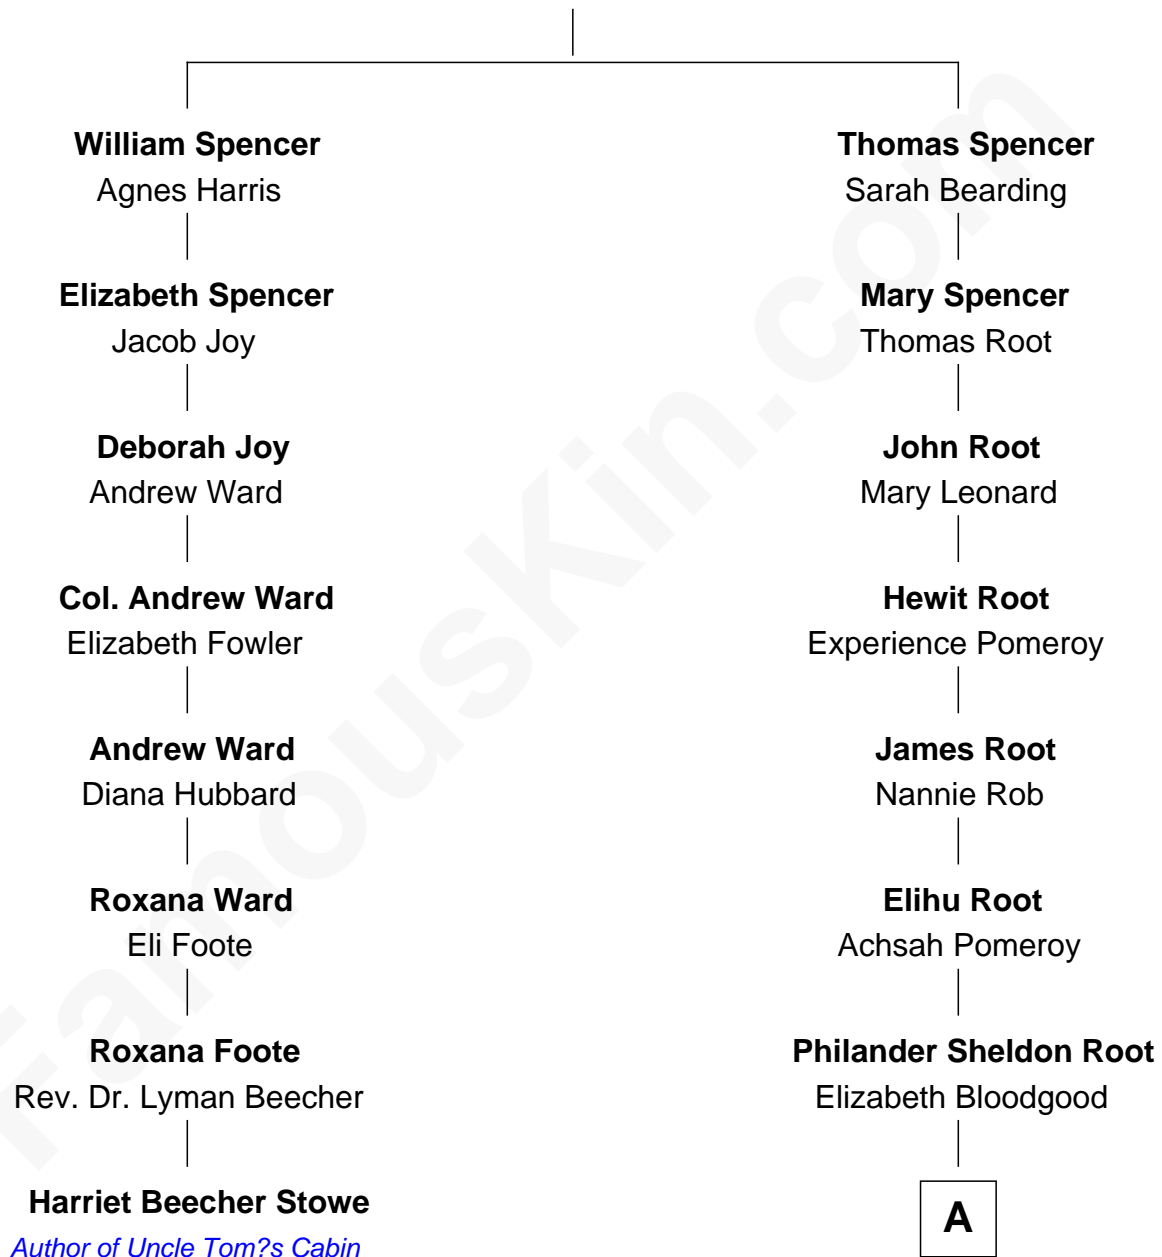 William Spencer
Agnes Harris
Elizabeth Spencer
Jacob Joy
Deborah Joy
Andrew Ward
Col. Andrew Ward
Elizabeth Fowler
Andrew Ward
Diana Hubbard
Roxana Ward
Eli Foote
Roxana Foote
Rev. Dr. Lyman Beecher
Harriet Beecher Stowe
Author of Uncle Tom?s Cabin
Thomas Spencer
Sarah Bearding
Mary Spencer
Thomas Root
John Root
Mary Leonard
Hewit Root
Experience Pomeroy
James Root
Nannie Rob
Elihu Root
Achsah Pomeroy
Philander Sheldon Root
Elizabeth Bloodgood
A
FamousKin.com